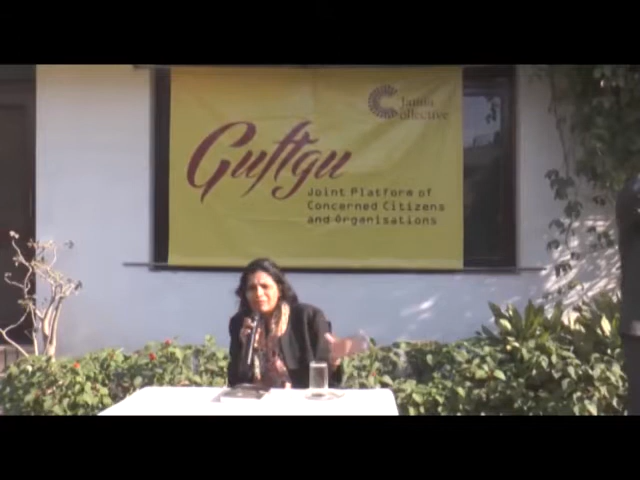 Collective
Guftgu
Joint Platform of
Concerned Citizens
and Organisations